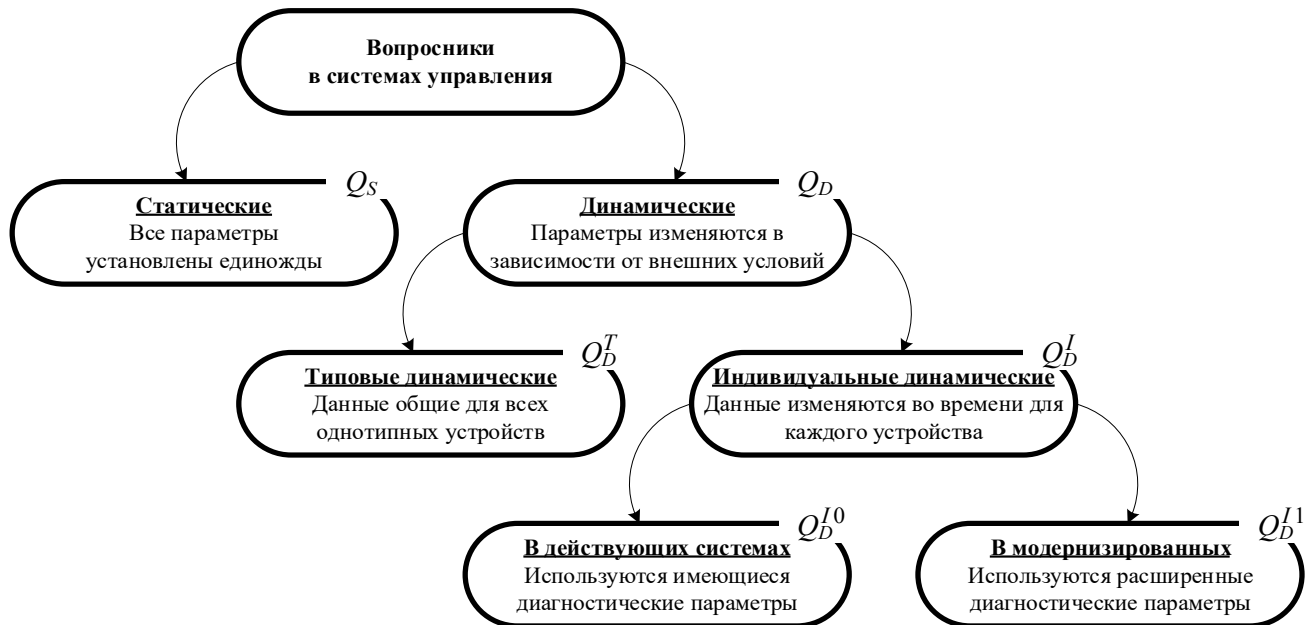 Вопросники
в системах управления
Q_S
Статические
Все параметры
установлены единожды
Q_D
Динамические
Параметры изменяются в
зависимости от внешних условий
Q_D^T
Типовые динамические
Данные общие для всех
однотипных устройств
Q_D^I
Индивидуальные динамические
Данные изменяются во времени для
каждого устройства
Q_D^{I0}
В действующих системах
Используются имеющиеся
диагностические параметры
Q_D^{I1}
В модернизированных
Используются расширенные
диагностические параметры